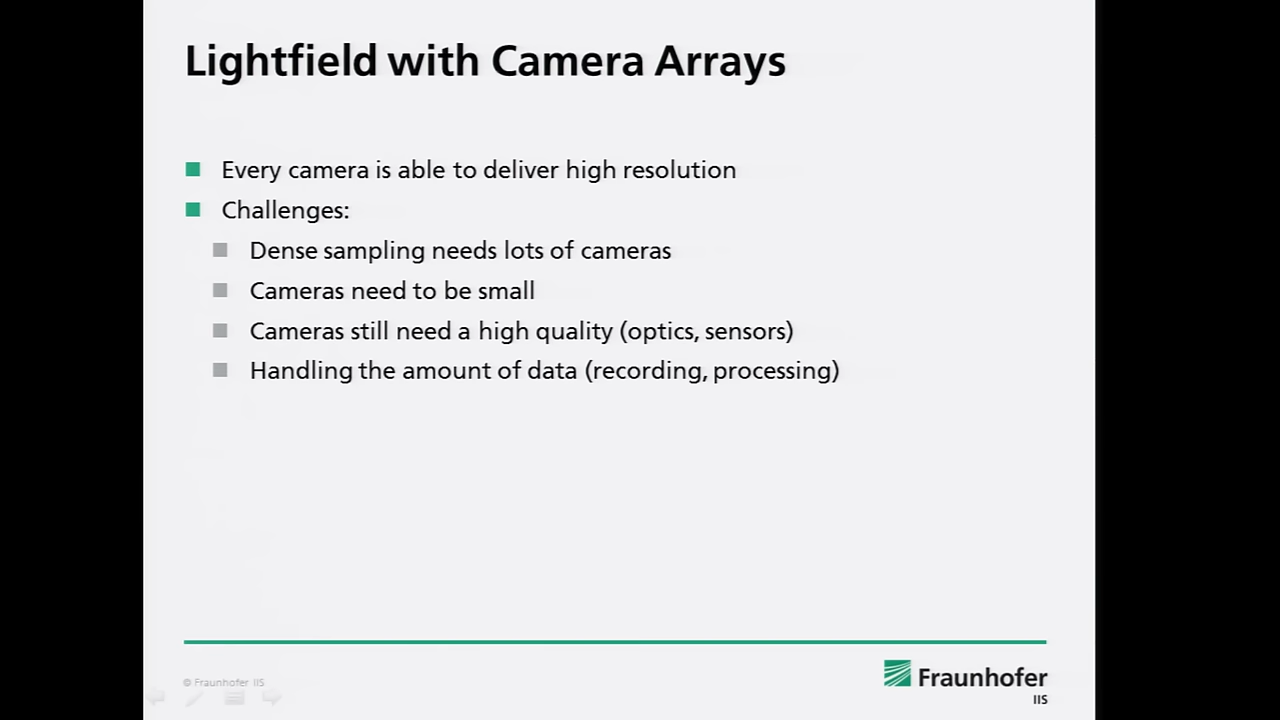 Lightfield with Camera Arrays
Every camera is able to deliver high resolution
Challenges:
Dense sampling needs lots of cameras
Cameras need to be small
Cameras still need a high quality (optics, sensors)
Handling the amount of data (recording, processing)
© Fraunhofer IIS
Fraunhofer
IIS